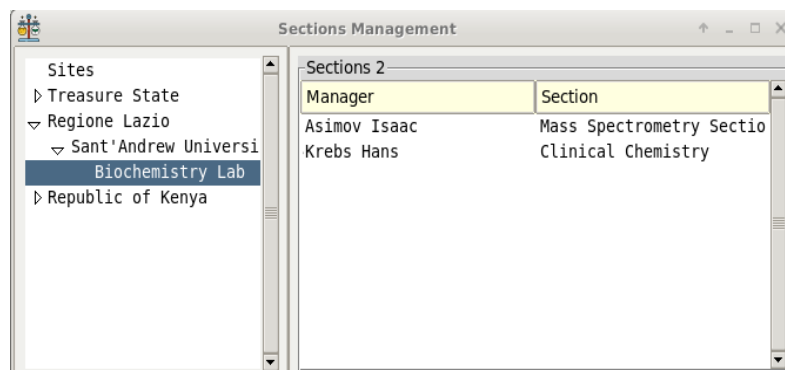 Sections Management
Sites
Treasure State
Regione Lazio
Sant'Andrew Universi
Biochemistry Lab
Republic of Kenya
Sections 2
Manager Section
Asimov Isaac Mass Spectrometry Sectio
Krebs Hans Clinical Chemistry